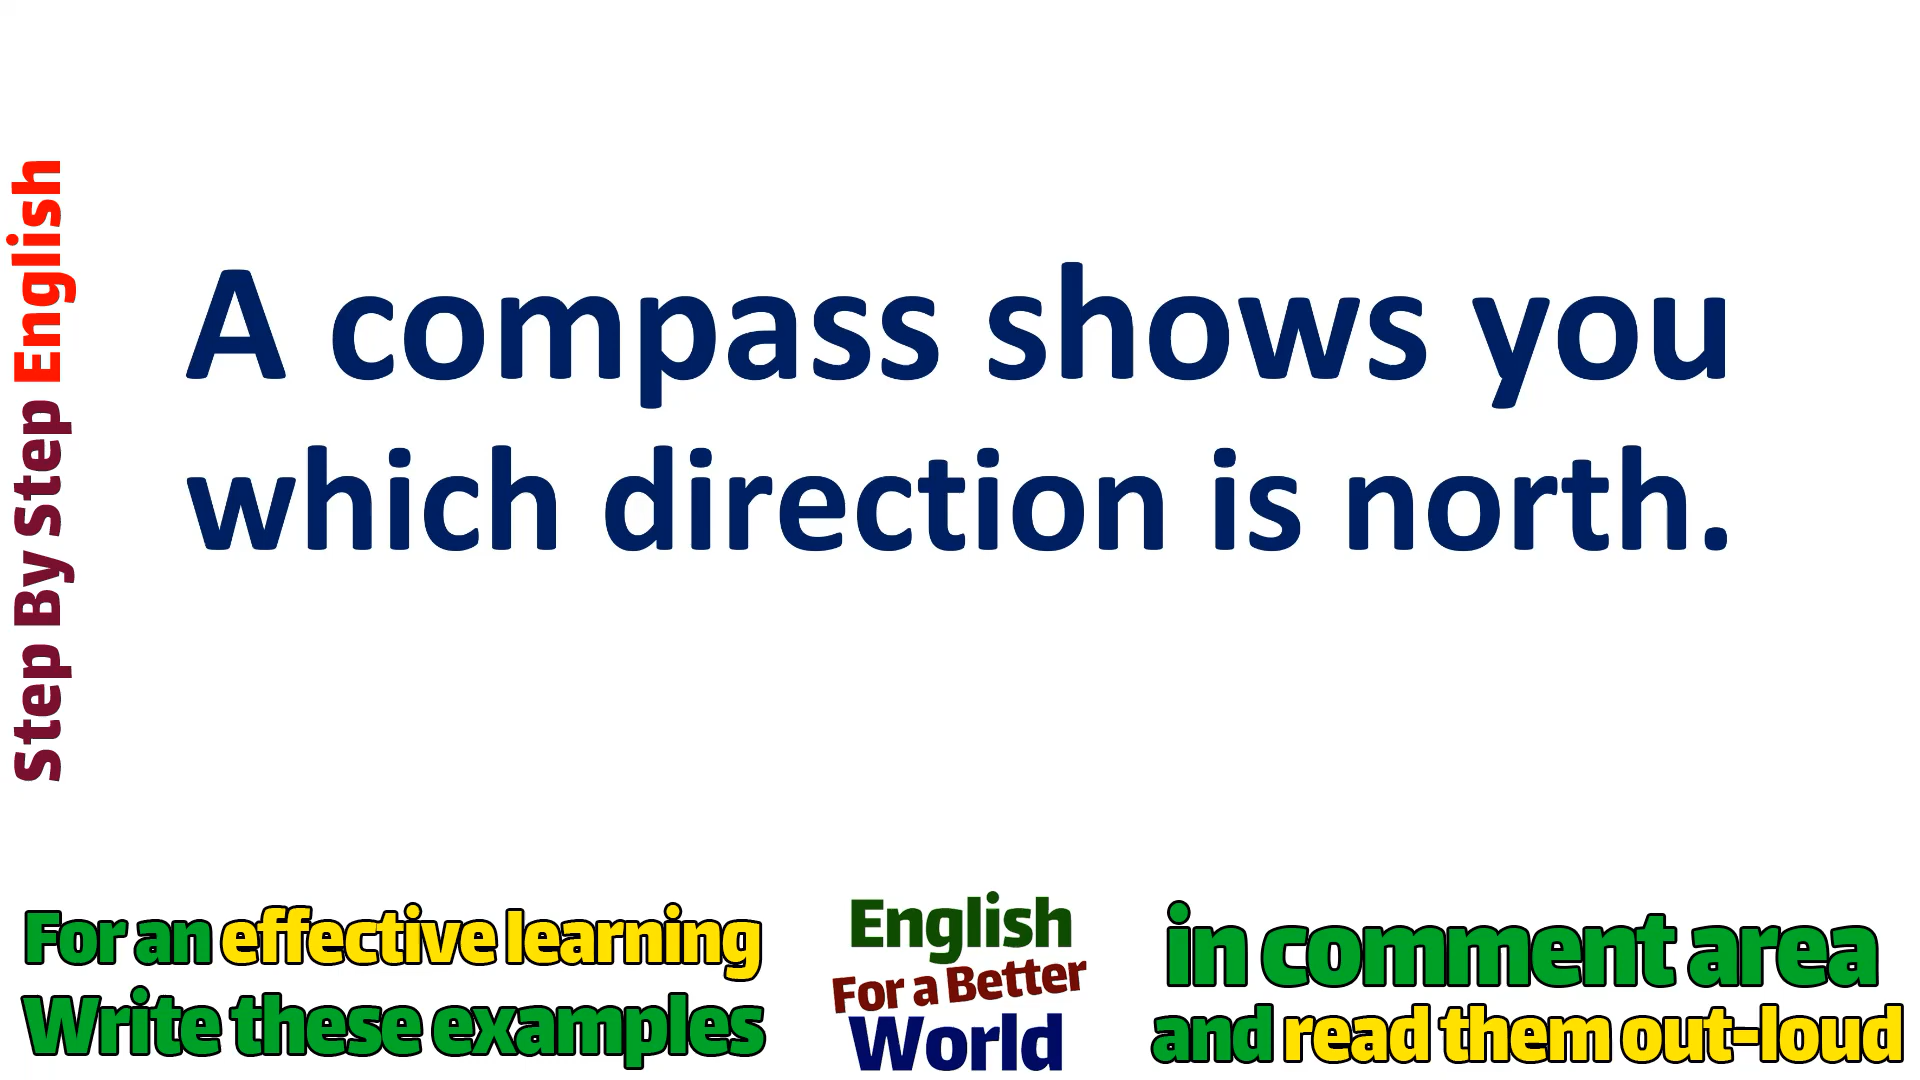 Step By Step English
A compass shows you
which direction is north.
For an effective learning
Write these examples
English
For a Better
World
in comment area
and read them out-loud